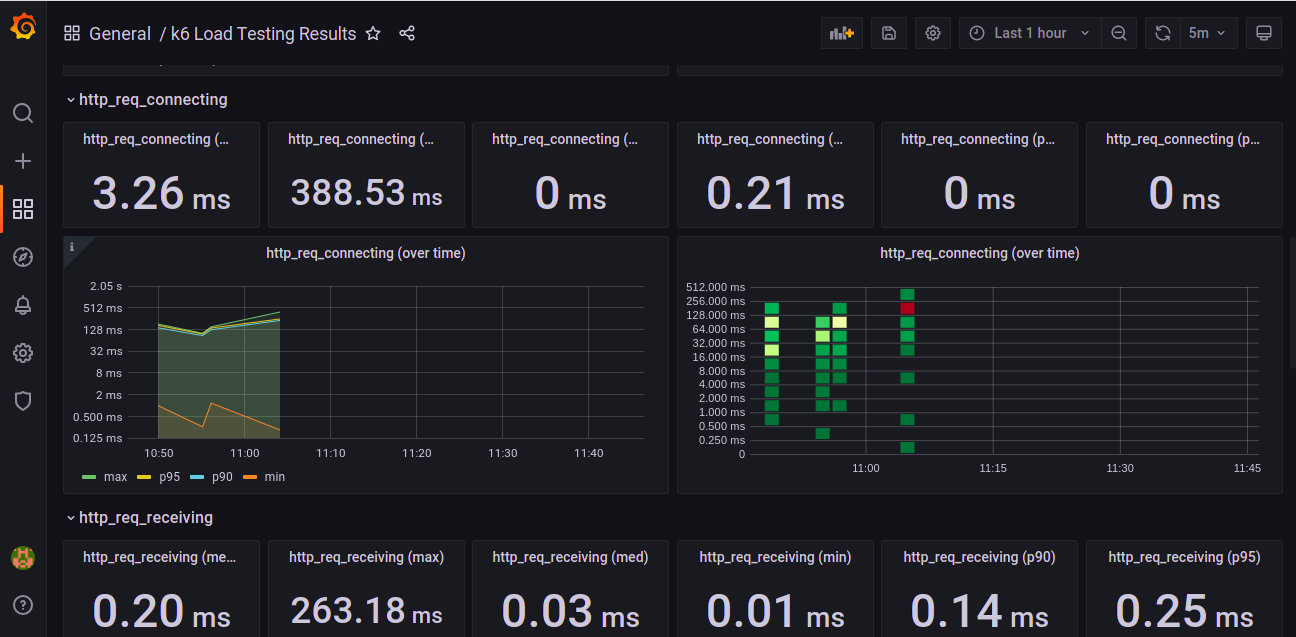 General / k6 Load Testing Results
Last 1 hour
5m
http_req_connecting
http_req_connecting (... http_req_connecting (... http_req_connecting (... http_req_connecting (... http_req_connecting (p... http_req_connecting (p...
3.26 ms 388.53 ms 0 ms 0.21 ms 0 ms 0 ms
i
http_req_connecting (over time)
2.05 s
512 ms
128 ms
32 ms
8 ms
2 ms
0.500 ms
0.125 ms
10:50 11:00 11:10 11:20 11:30 11:40
max p95 p90 min
http_req_connecting (over time)
512.000 ms
256.000 ms
128.000 ms
64.000 ms
32.000 ms
16.000 ms
8.000 ms
4.000 ms
2.000 ms
1.000 ms
0.500 ms
0.250 ms
0
11:00 11:15 11:30 11:45
http_req_receiving
http_req_receiving (me... http_req_receiving (max) http_req_receiving (med) http_req_receiving (min) http_req_receiving (p90) http_req_receiving (p95)
0.20 ms 263.18 ms 0.03 ms 0.01 ms 0.14 ms 0.25 ms